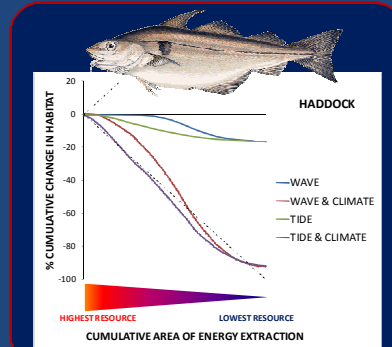 HADDOCK
% CUMULATIVE CHANGE IN HABITAT
20
0
-20
-40
-60
-80
-100
WAVE
WAVE & CLIMATE
TIDE
TIDE & CLIMATE
HIGHEST RESOURCE
LOWEST RESOURCE
CUMULATIVE AREA OF ENERGY EXTRACTION